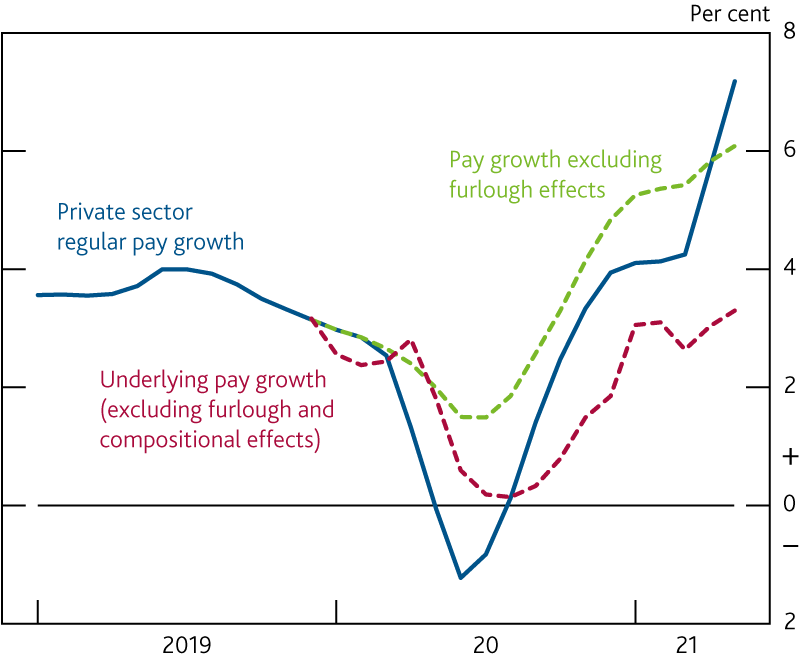 Per cent
8
Pay growth excluding
furlough effects
6
Private sector
regular pay growth
4
Underlying pay growth
(excluding furlough and
compositional effects)
2
+
0
–
2
2019
20
21